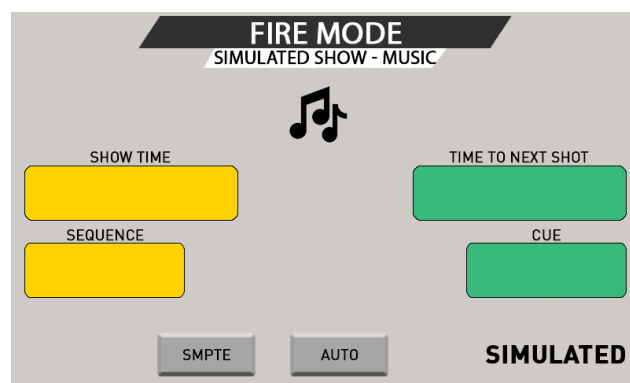 FIRE MODE
SIMULATED SHOW - MUSIC
SHOW TIME
TIME TO NEXT SHOT
SEQUENCE
CUE
SMPTE
AUTO
SIMULATED